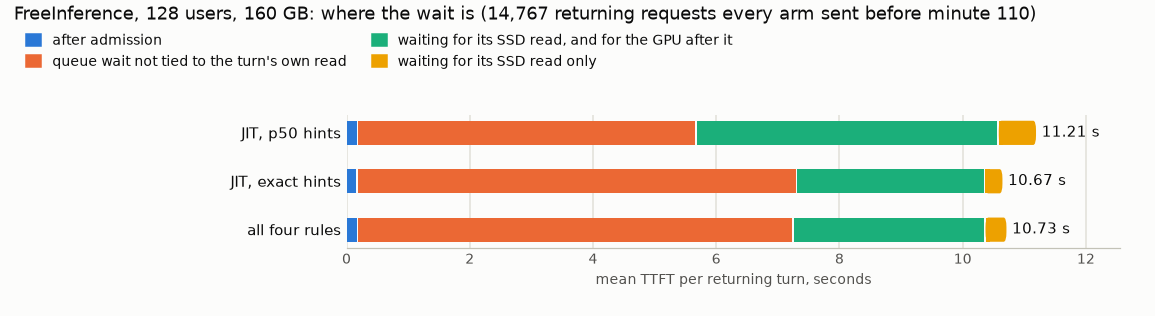 FreeInference, 128 users, 160 GB: where the wait is (14,767 returning requests every arm sent before minute 110)
after admission
waiting for its SSD read, and for the GPU after it
queue wait not tied to the turn's own read
waiting for its SSD read only
JIT, p50 hints
11.21 s
JIT, exact hints
10.67 s
all four rules
10.73 s
0 2 4 6 8 10 12
mean TTFT per returning turn, seconds